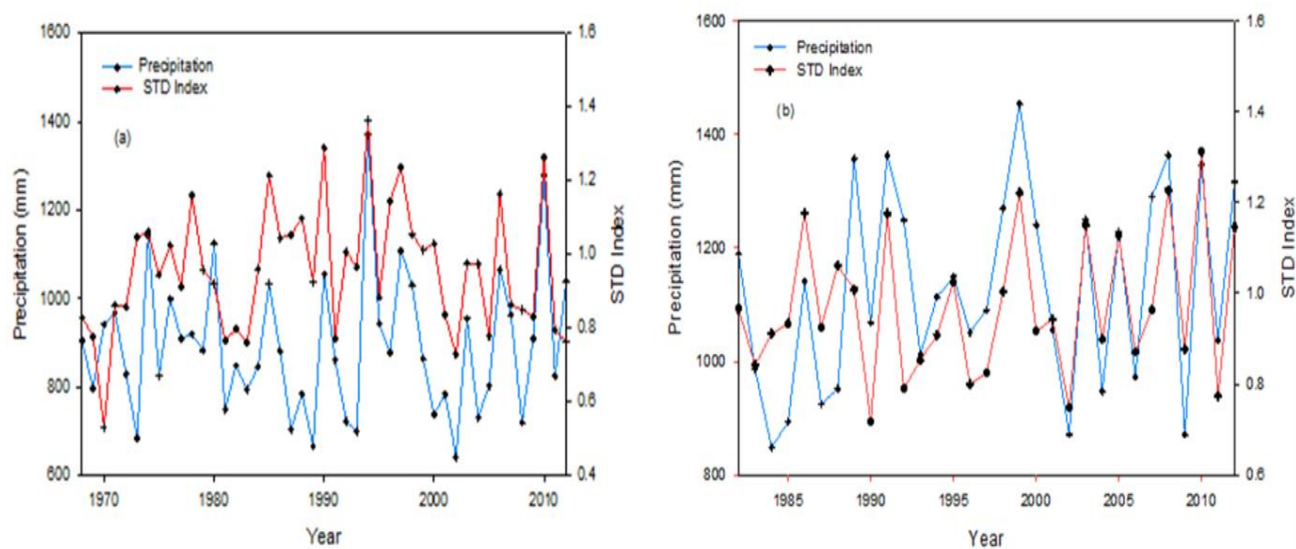 1600
1400
1200
1000
800
600
Precipitation (mm)
Precipitation
STD Index
(a)
1.6
1.4
1.2
1.0
0.8
0.6
0.4
STD Index
1970
1980
1990
2000
2010
Year
1600
1400
1200
1000
800
Precipitation (mm)
Precipitation
STD Index
(b)
1.6
1.4
1.2
1.0
0.8
0.6
STD Index
1985
1990
1995
2000
2005
2010
Year